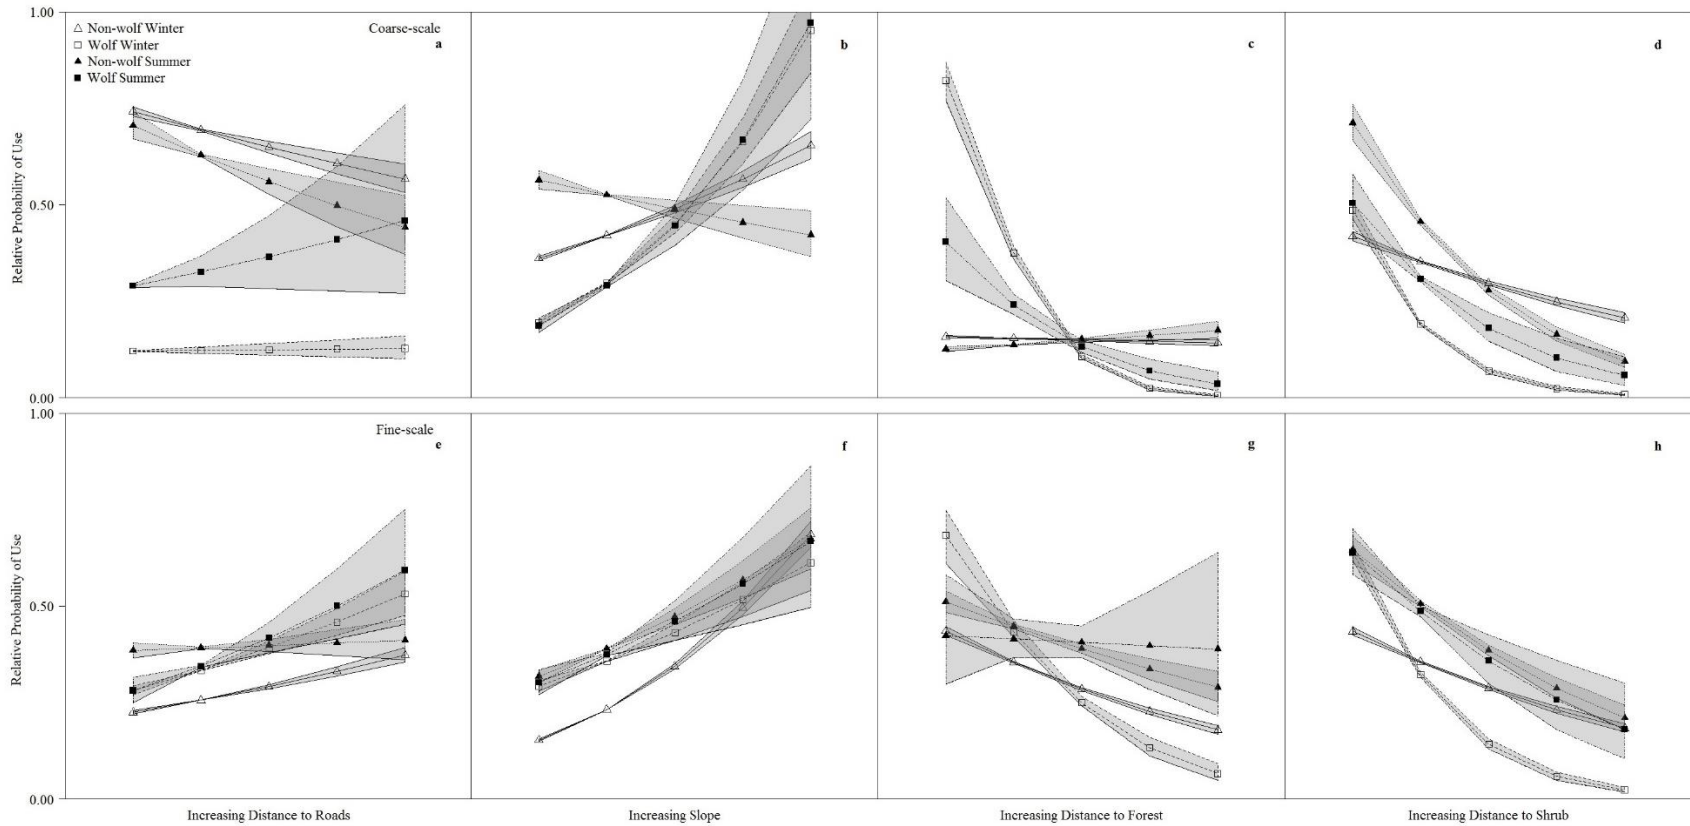 1.00
Non-wolf Winter
Coarse-scale
Wolf Winter
a
b
c
d
Non-wolf Summer
Wolf Summer
Relative Probability of Use
0.50
0.00
1.00
Fine-scale
e
f
g
h
Relative Probability of Use
0.50
0.00
Increasing Distance to Roads
Increasing Slope
Increasing Distance to Forest
Increasing Distance to Shrub